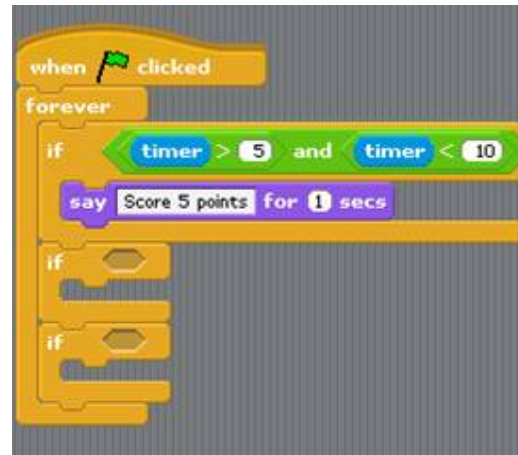 when clicked
forever
if timer > 5 and timer < 10
say Score 5 points for 1 secs
if
if